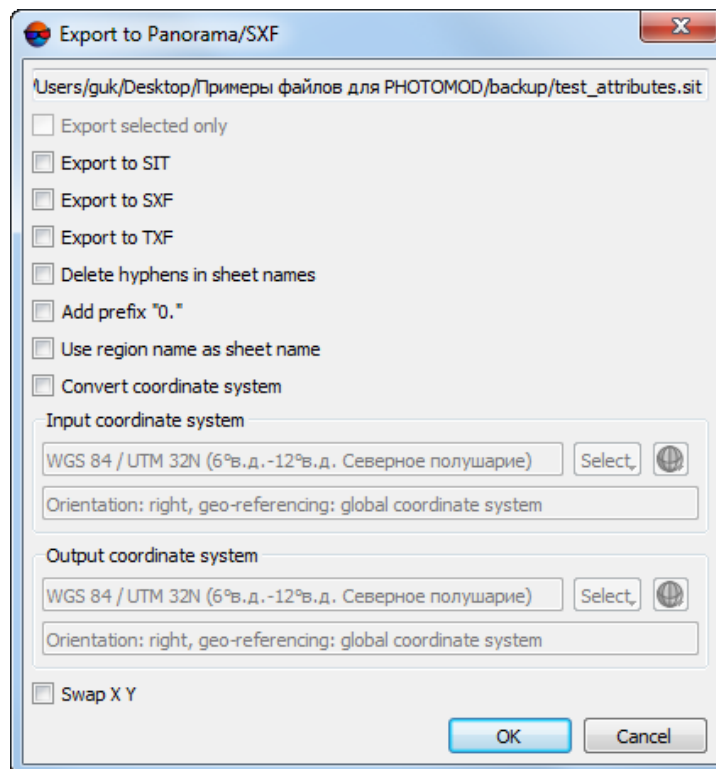 Export to Panorama/SXF
/Users/guk/Desktop/Примеры файлов для PHOTOMOD/backup/test_attributes.sit
Export selected only
Export to SIT
Export to SXF
Export to TXF
Delete hyphens in sheet names
Add prefix "0."
Use region name as sheet name
Convert coordinate system
Input coordinate system
WGS 84 / UTM 32N (6°в.д.-12°в.д. Северное полушарие) Select
Orientation: right, geo-referencing: global coordinate system
Output coordinate system
WGS 84 / UTM 32N (6°в.д.-12°в.д. Северное полушарие) Select
Orientation: right, geo-referencing: global coordinate system
Swap X Y
OK Cancel